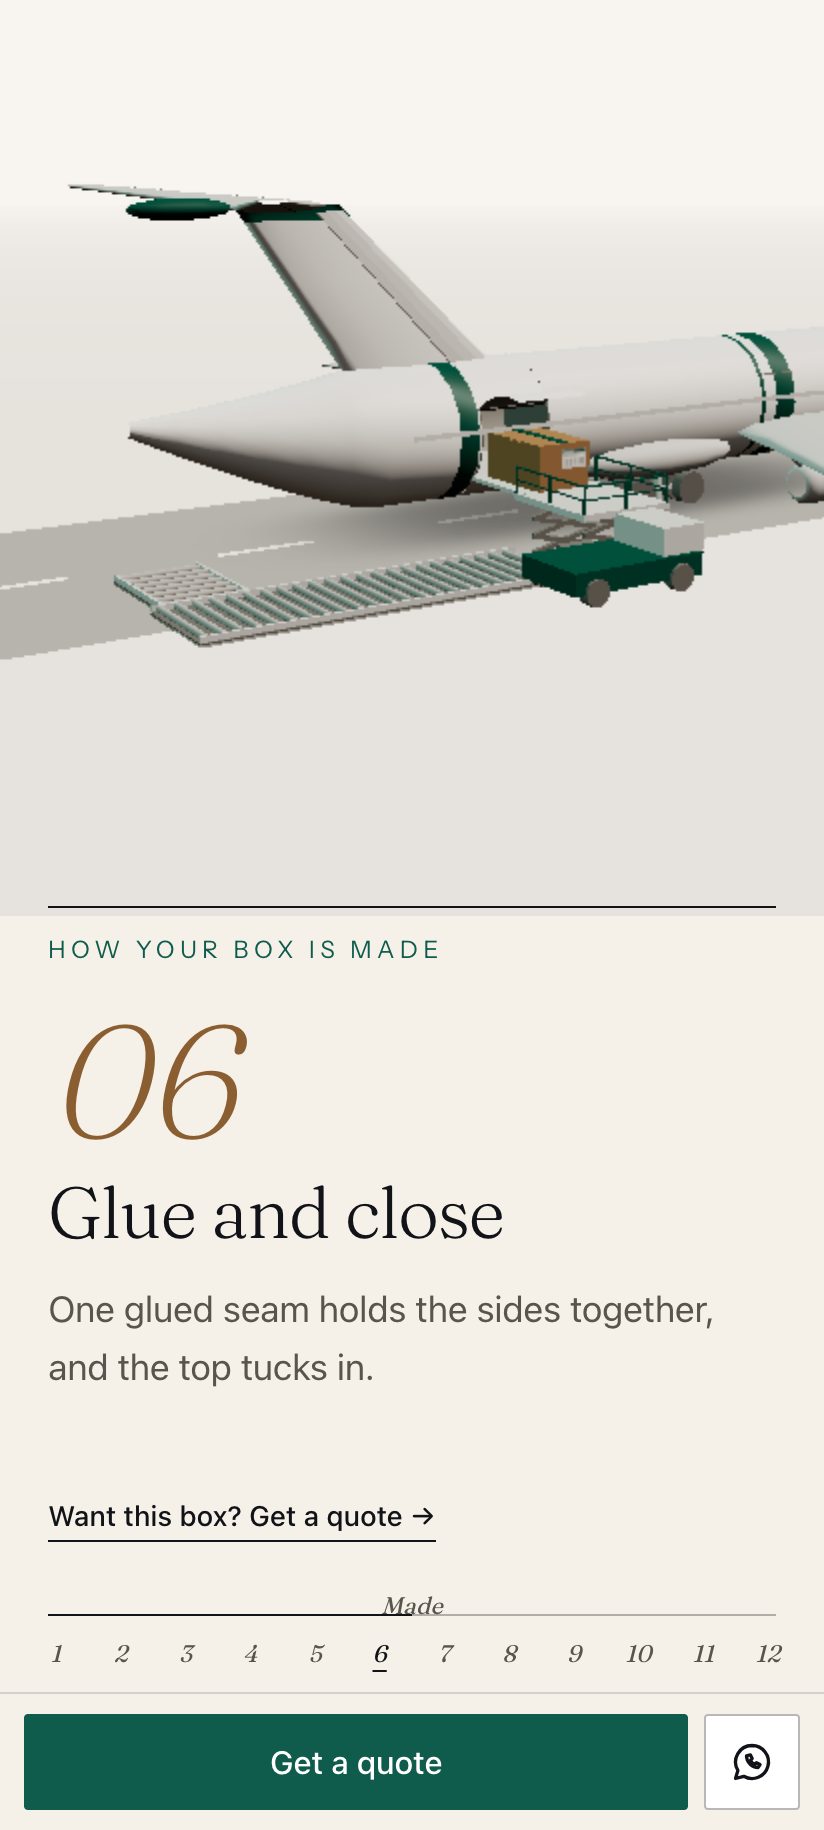 HOW YOUR BOX IS MADE
06
Glue and close
One glued seam holds the sides together,
and the top tucks in.
Want this box? Get a quote →
Made
1 2 3 4 5 6 7 8 9 10 11 12
Get a quote